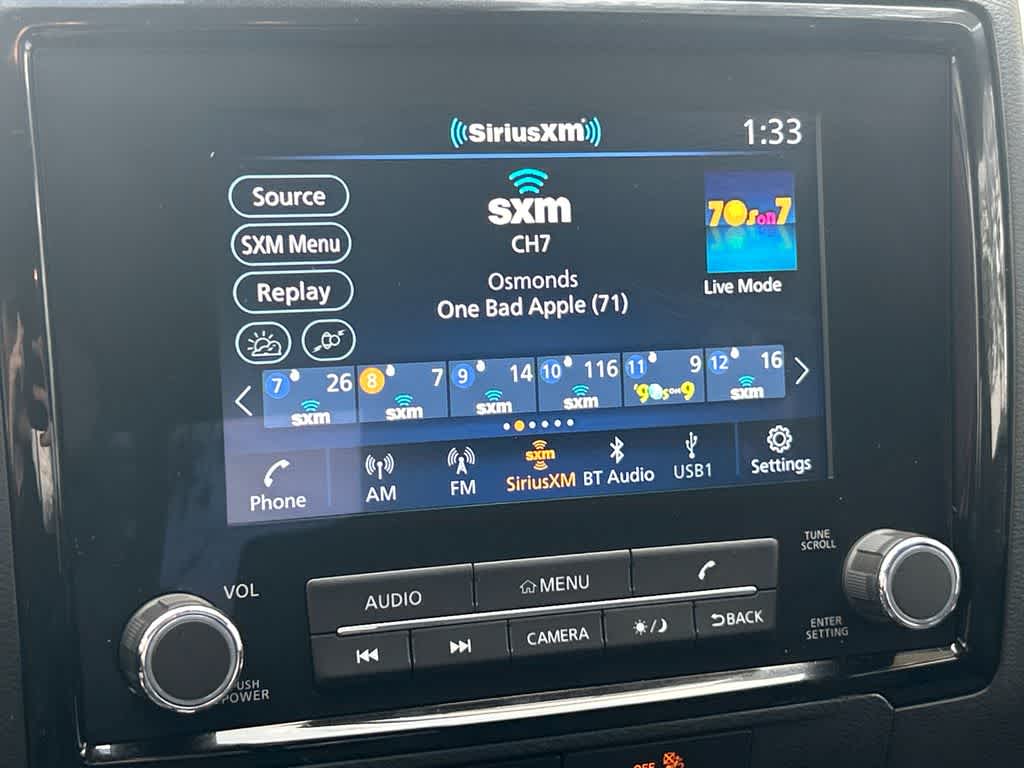 SiriusXM
1:33
Source
SXM Menu
Replay
sxm
CH7
Osmonds
One Bad Apple (71)
70s on 7
Live Mode
7 26 sxm
8 7 sxm
9 14 sxm
10 116 sxm
11 9 '90s ON 9
12 16 sxm
Phone
AM
FM
sxm
SiriusXM
BT Audio
USB1
Settings
VOL
PUSH
POWER
AUDIO
MENU
CAMERA
BACK
TUNE
SCROLL
ENTER
SETTING
OFF